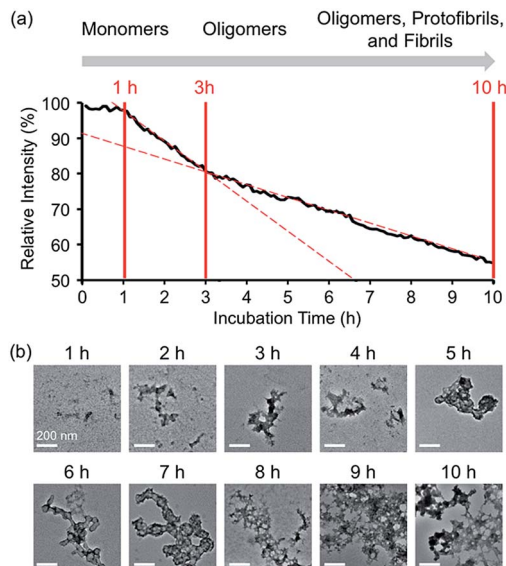 (a)
Monomers Oligomers Oligomers, Protofibrils,
and Fibrils
1 h 3h 10 h
Relative Intensity (%)
100
90
80
70
60
50
0 1 2 3 4 5 6 7 8 9 10
Incubation Time (h)
(b)
1 h 2 h 3 h 4 h 5 h
200 nm
6 h 7 h 8 h 9 h 10 h